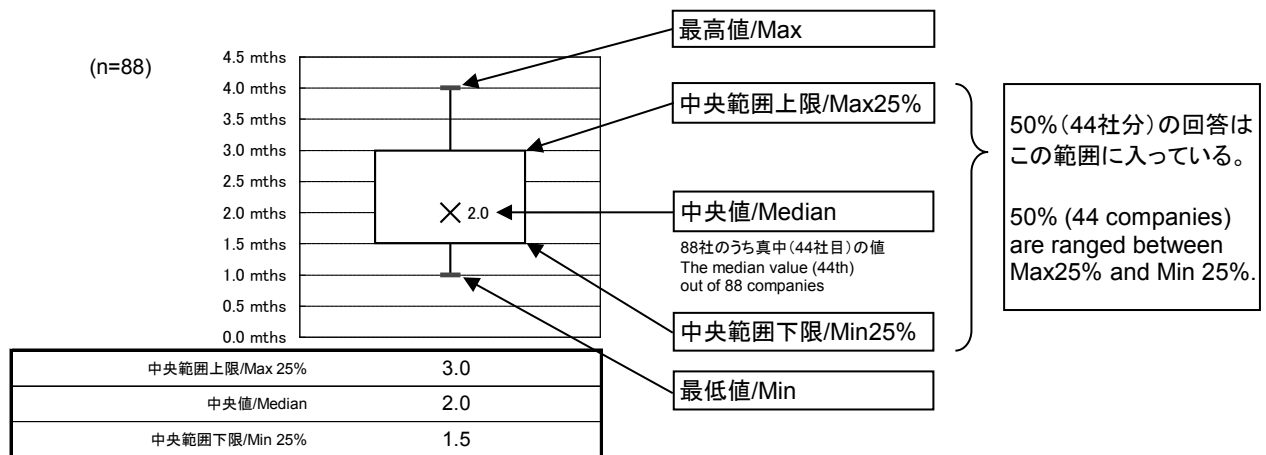 (n=88)
4.5 mths
4.0 mths
3.5 mths
3.0 mths
2.5 mths
2.0 mths
1.5 mths
1.0 mths
0.5 mths
0.0 mths
2.0
最高値/Max
中央範囲上限/Max25%
中央値/Median
88社のうち真中(44社目)の値
The median value (44th)
out of 88 companies
中央範囲下限/Min25%
最低値/Min
50%(44社分)の回答は
この範囲に入っている。
50% (44 companies)
are ranged between
Max25% and Min 25%.
中央範囲上限/Max 25% 3.0
中央値/Median 2.0
中央範囲下限/Min 25% 1.5